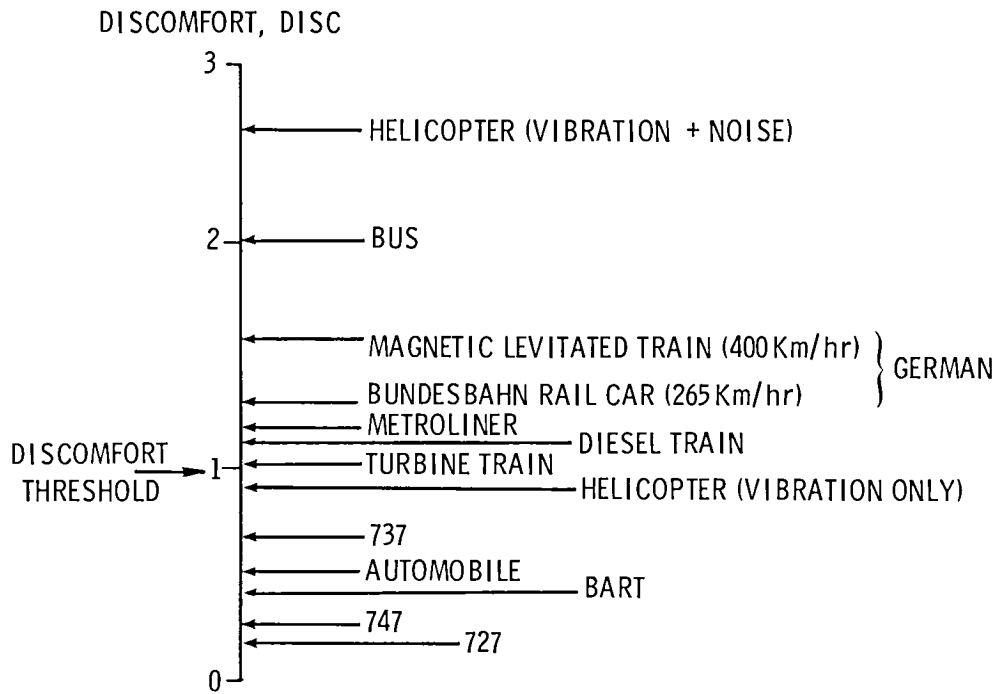 DISCOMFORT, DISC
3
HELICOPTER (VIBRATION + NOISE)
2
BUS
MAGNETIC LEVITATED TRAIN (400 Km/hr)
GERMAN
BUNDESBAHN RAIL CAR (265 Km/hr)
METROLINER
DIESEL TRAIN
DISCOMFORT
THRESHOLD
1
TURBINE TRAIN
HELICOPTER (VIBRATION ONLY)
737
AUTOMOBILE
BART
747
727
0